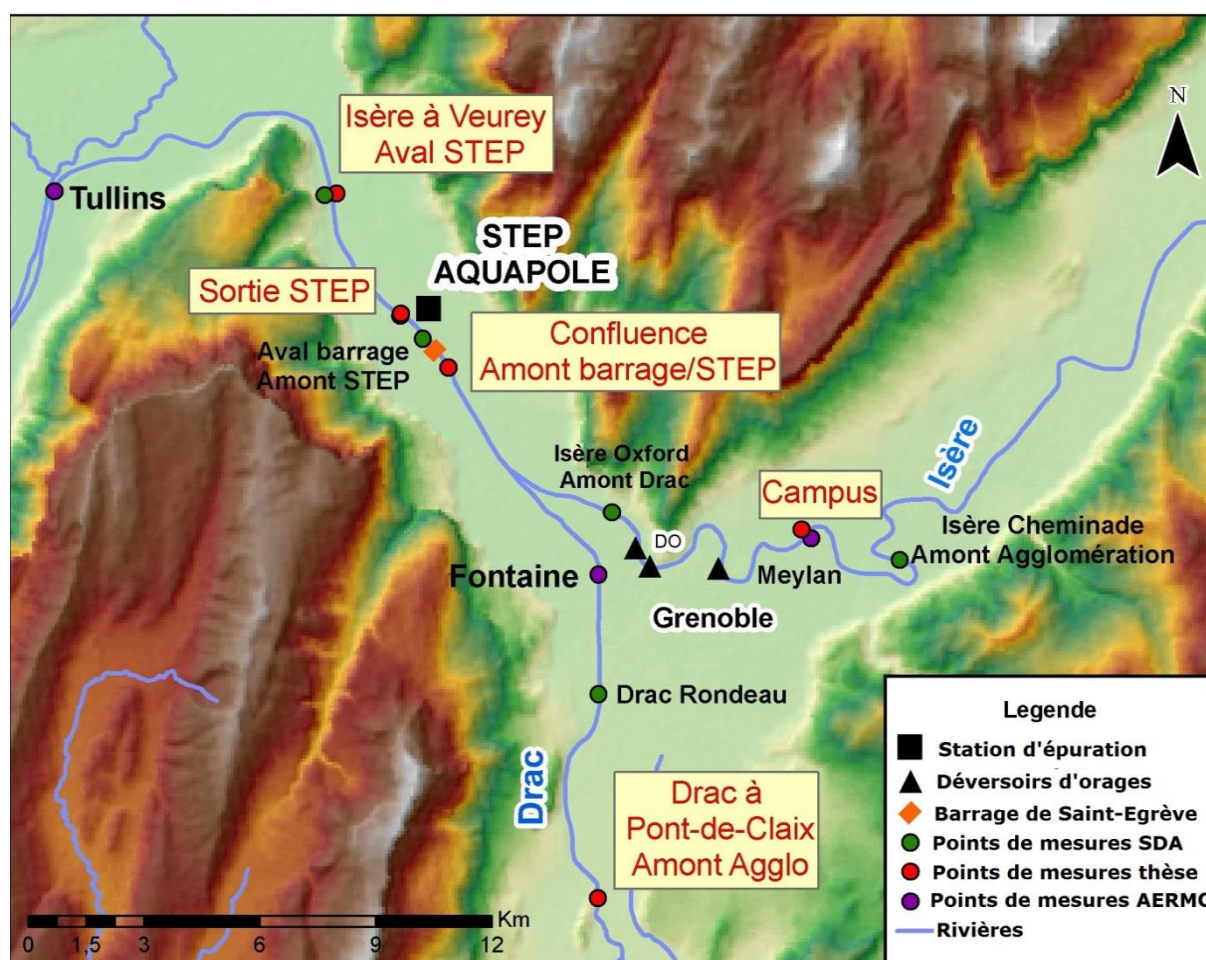 Isère à Veurey
Aval STEP
N
Tullins
STEP
AQUAPOLE
Sortie STEP
Confluence
Amont barrage/STEP
Aval barrage
Amont STEP
Isère Oxford
Amont Drac
Isère
Campus
DO
Isère Cheminade
Amont Agglomération
Fontaine
Meylan
Grenoble
Drac Rondeau
Drac
Drac à
Pont-de-Claix
Amont Agglo
Legende
Station d'épuration
Déversoirs d'orages
Barrage de Saint-Egrève
Points de mesures SDA
Points de mesures thèse
Points de mesures AERMC
Rivières
Km
0 1,5 3 6 9 12